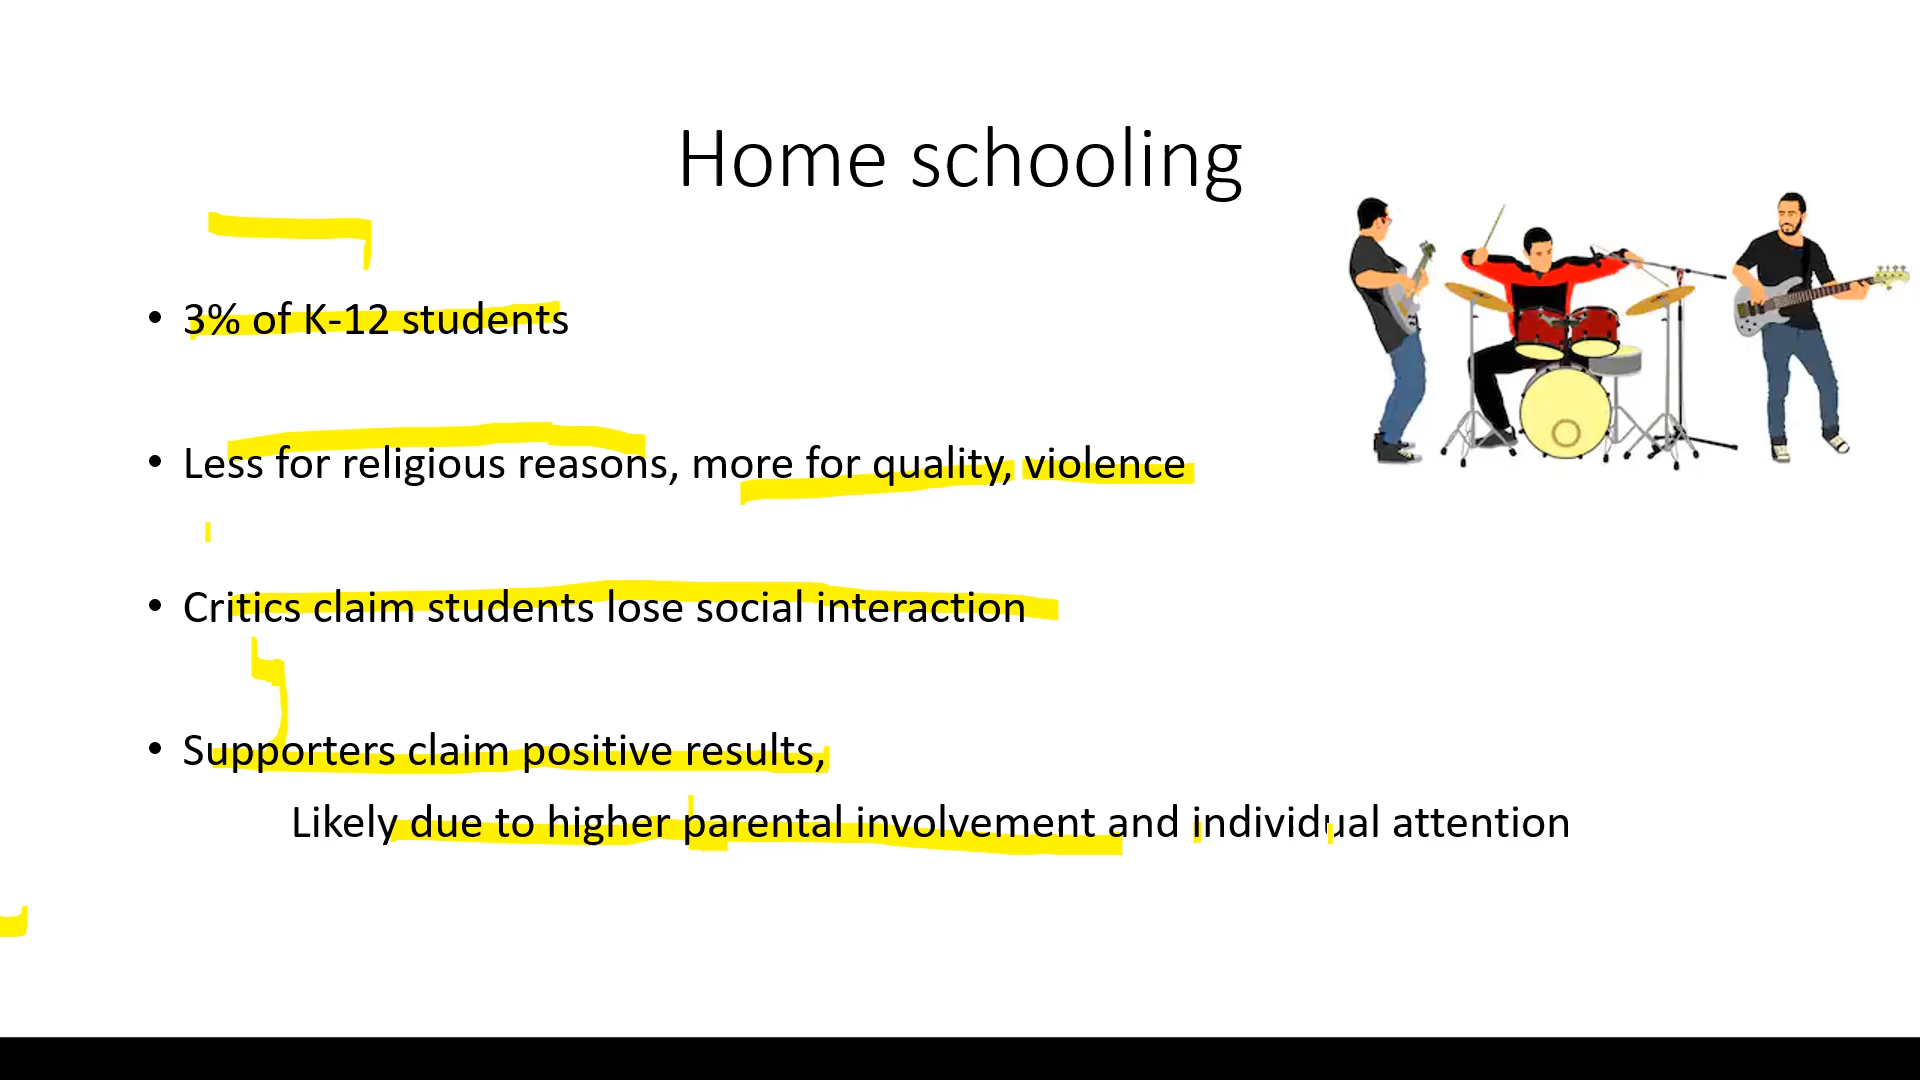 Home schooling
• 3% of K-12 students
• Less for religious reasons, more for quality, violence
• Critics claim students lose social interaction
• Supporters claim positive results,
Likely due to higher parental involvement and individual attention